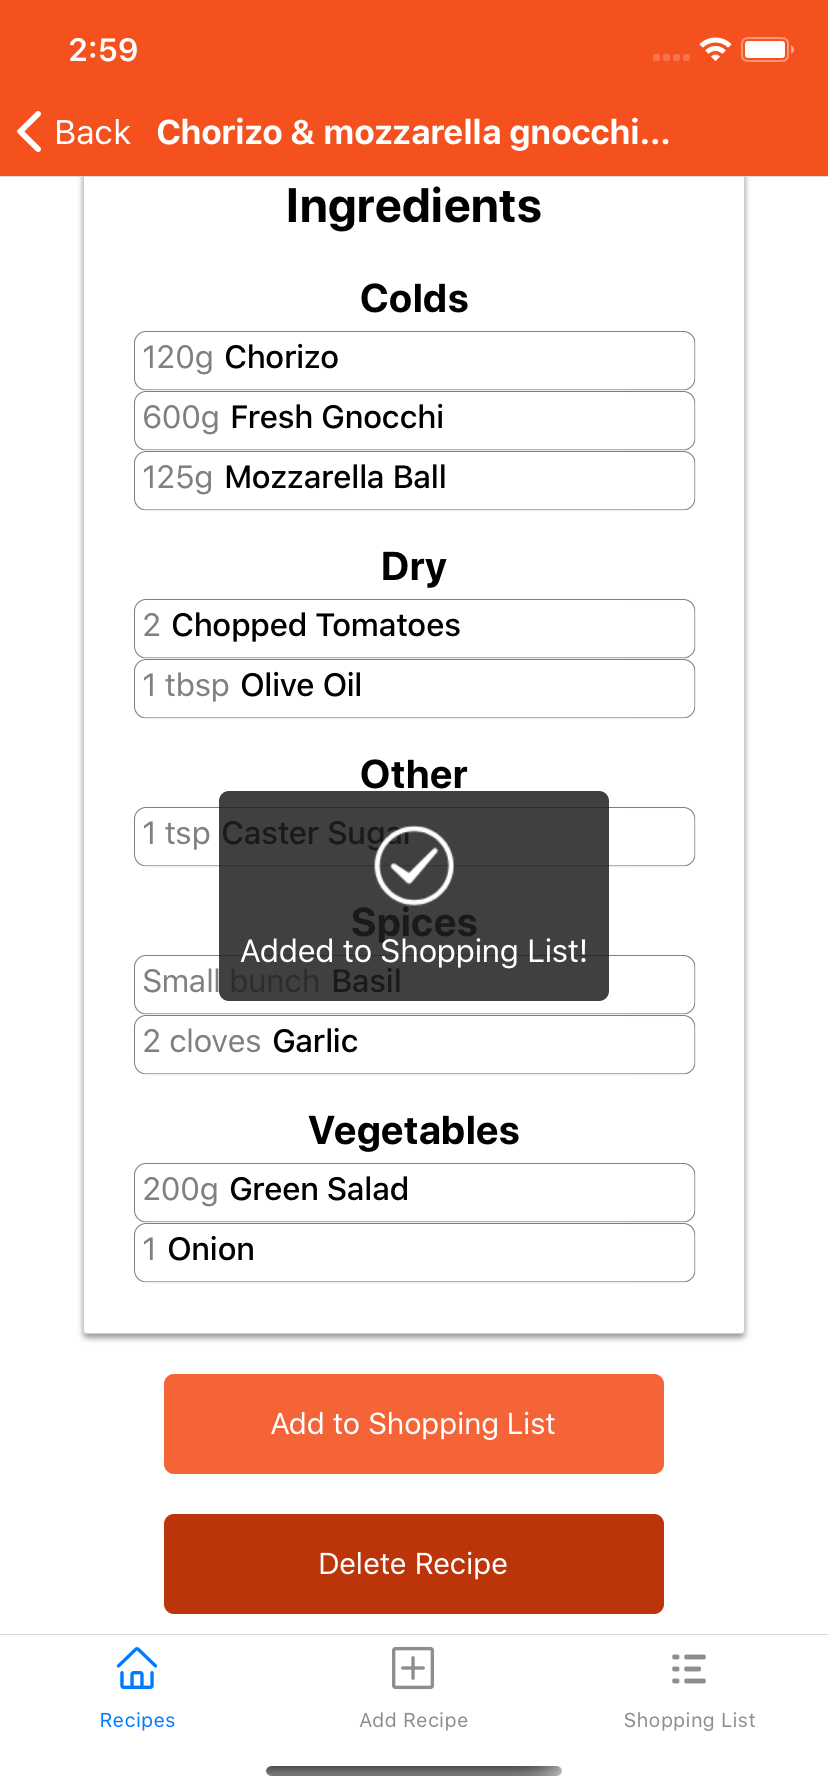 2:59
Back Chorizo & mozzarella gnocchi...
Ingredients
Colds
120g Chorizo
600g Fresh Gnocchi
125g Mozzarella Ball
Dry
2 Chopped Tomatoes
1 tbsp Olive Oil
Other
1 tsp Caster Sugar
Spices
Added to Shopping List!
Small bunch Basil
2 cloves Garlic
Vegetables
200g Green Salad
1 Onion
Add to Shopping List
Delete Recipe
Recipes
Add Recipe
Shopping List